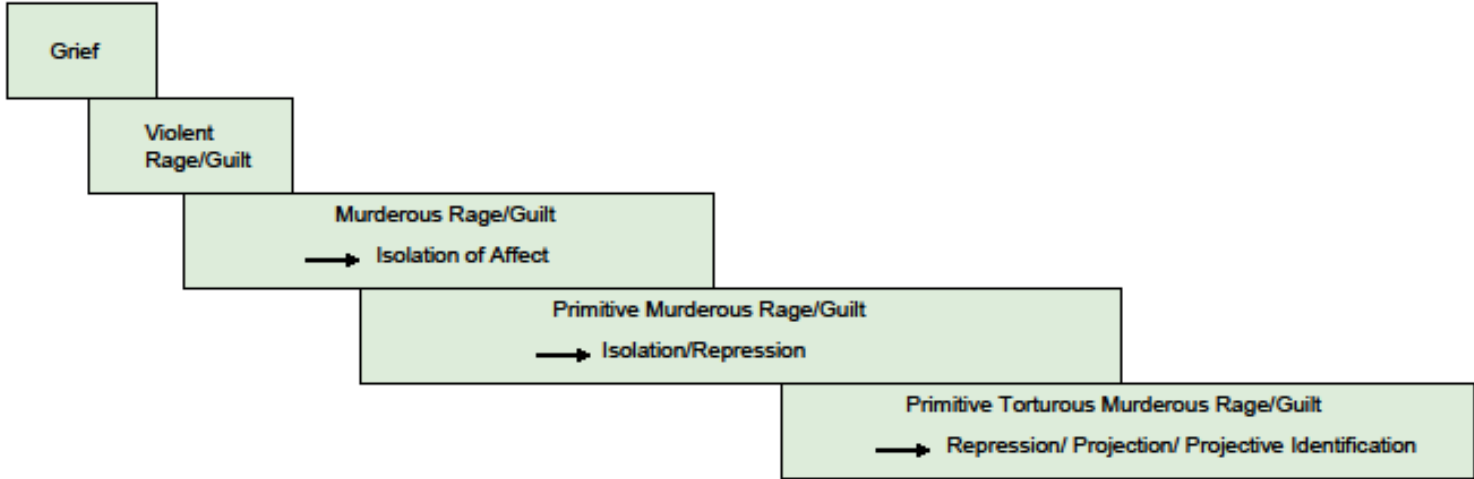 Grief
Violent
Rage/Guilt
Murderous Rage/Guilt
Isolation of Affect
Primitive Murderous Rage/Guilt
Isolation/Repression
Primitive Torturous Murderous Rage/Guilt
Repression/ Projection/ Projective Identification